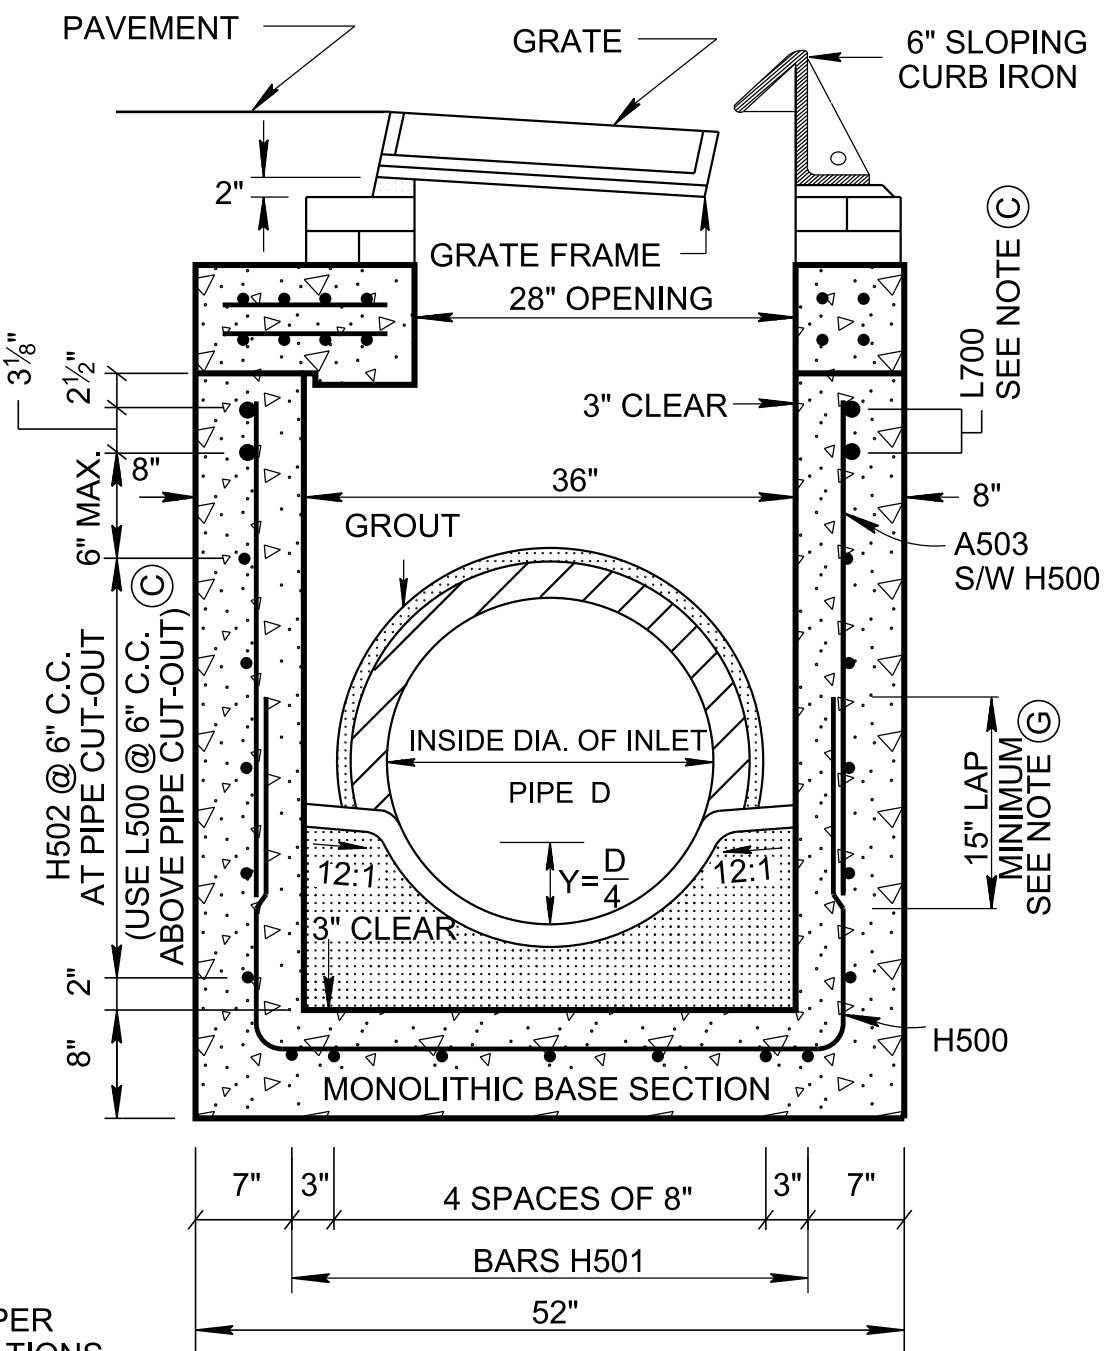 PAVEMENT
GRATE
6" SLOPING
CURB IRON
2"
GRATE FRAME
28" OPENING
L700
SEE NOTE C
3⅛"
2½"
3" CLEAR
6" MAX.
8"
36"
8"
GROUT
A503
S/W H500
H502 @ 6" C.C.
AT PIPE CUT-OUT
(USE L500 @ 6" C.C. C
ABOVE PIPE CUT-OUT)
INSIDE DIA. OF INLET
PIPE D
15" LAP
MINIMUM
SEE NOTE G
12:1
Y=D/4
12:1
3" CLEAR
2"
8"
H500
MONOLITHIC BASE SECTION
7"
3"
4 SPACES OF 8"
3"
7"
BARS H501
52"
PER
TIONS